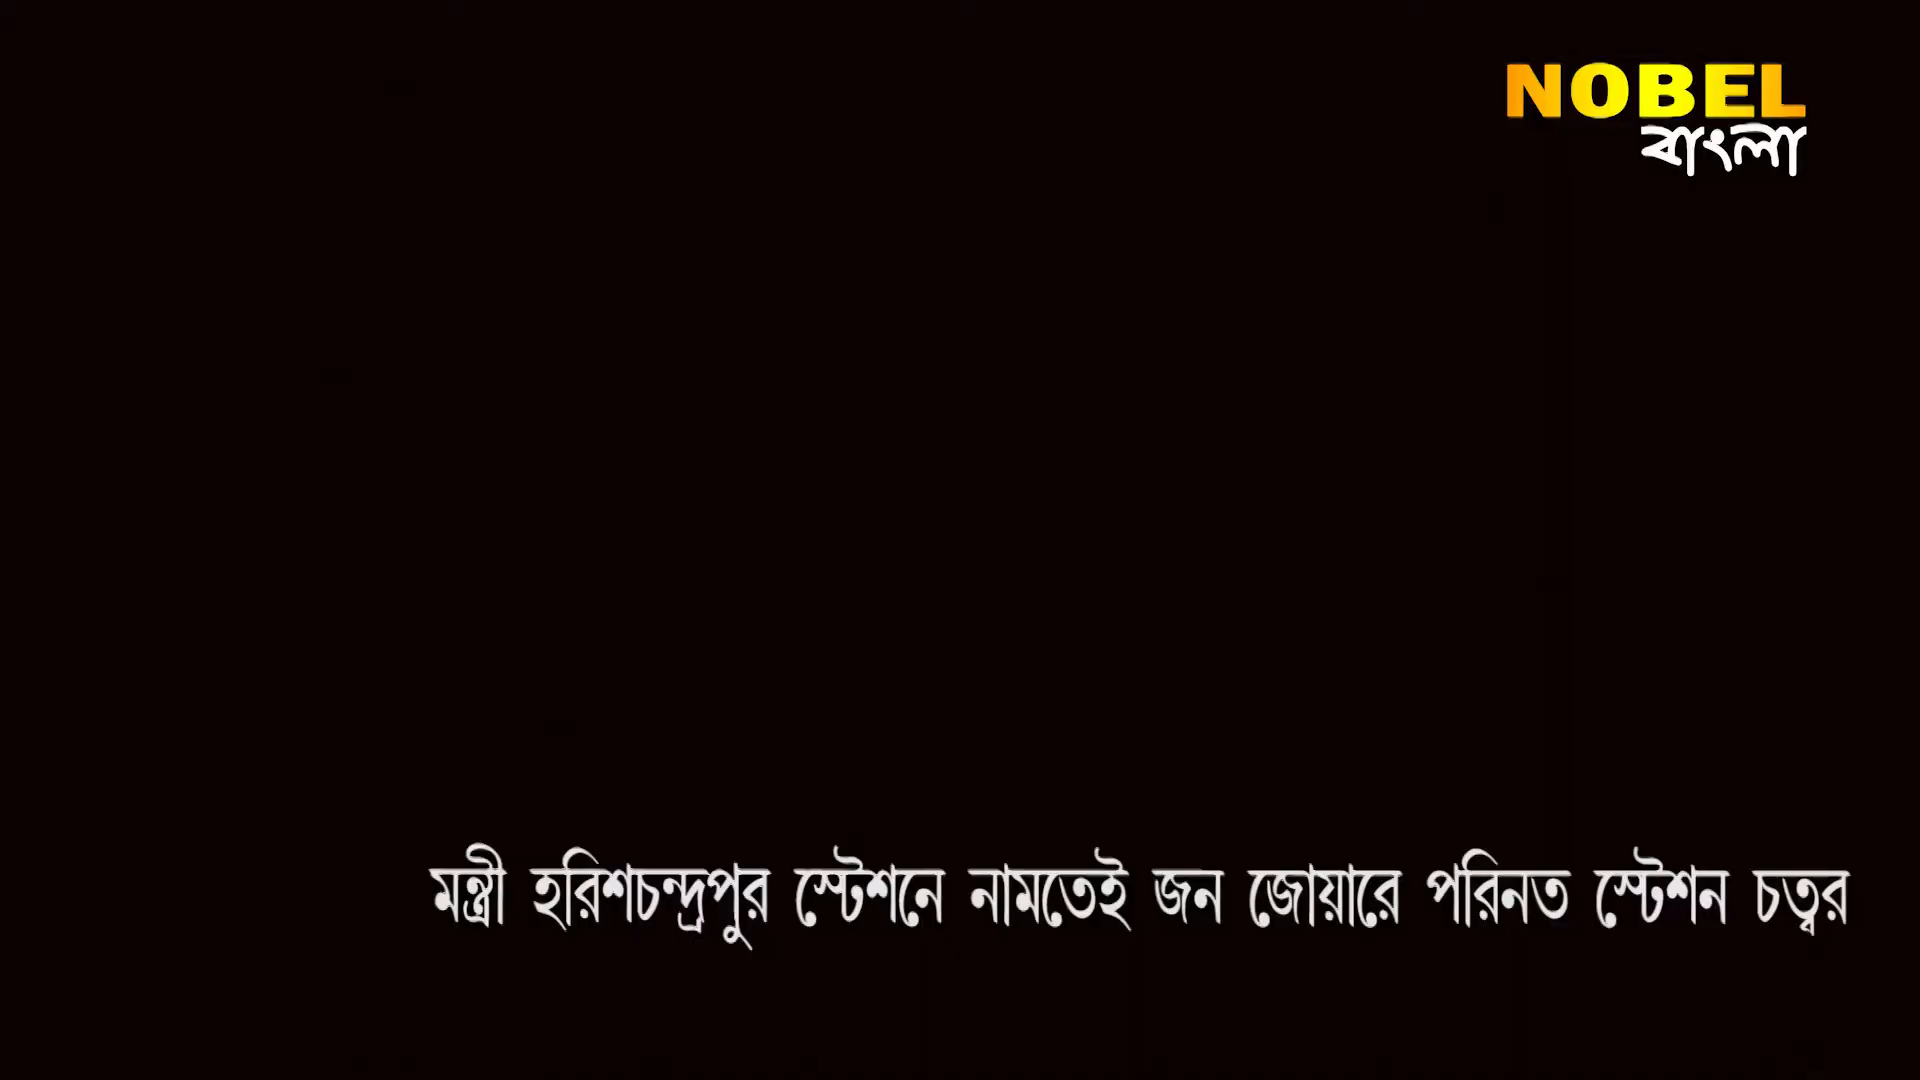 NOBEL
বাংলা
মন্ত্রী হরিশচন্দ্রপুর স্টেশনে নামতেই জন জোয়ারে পরিনত স্টেশন চত্বর